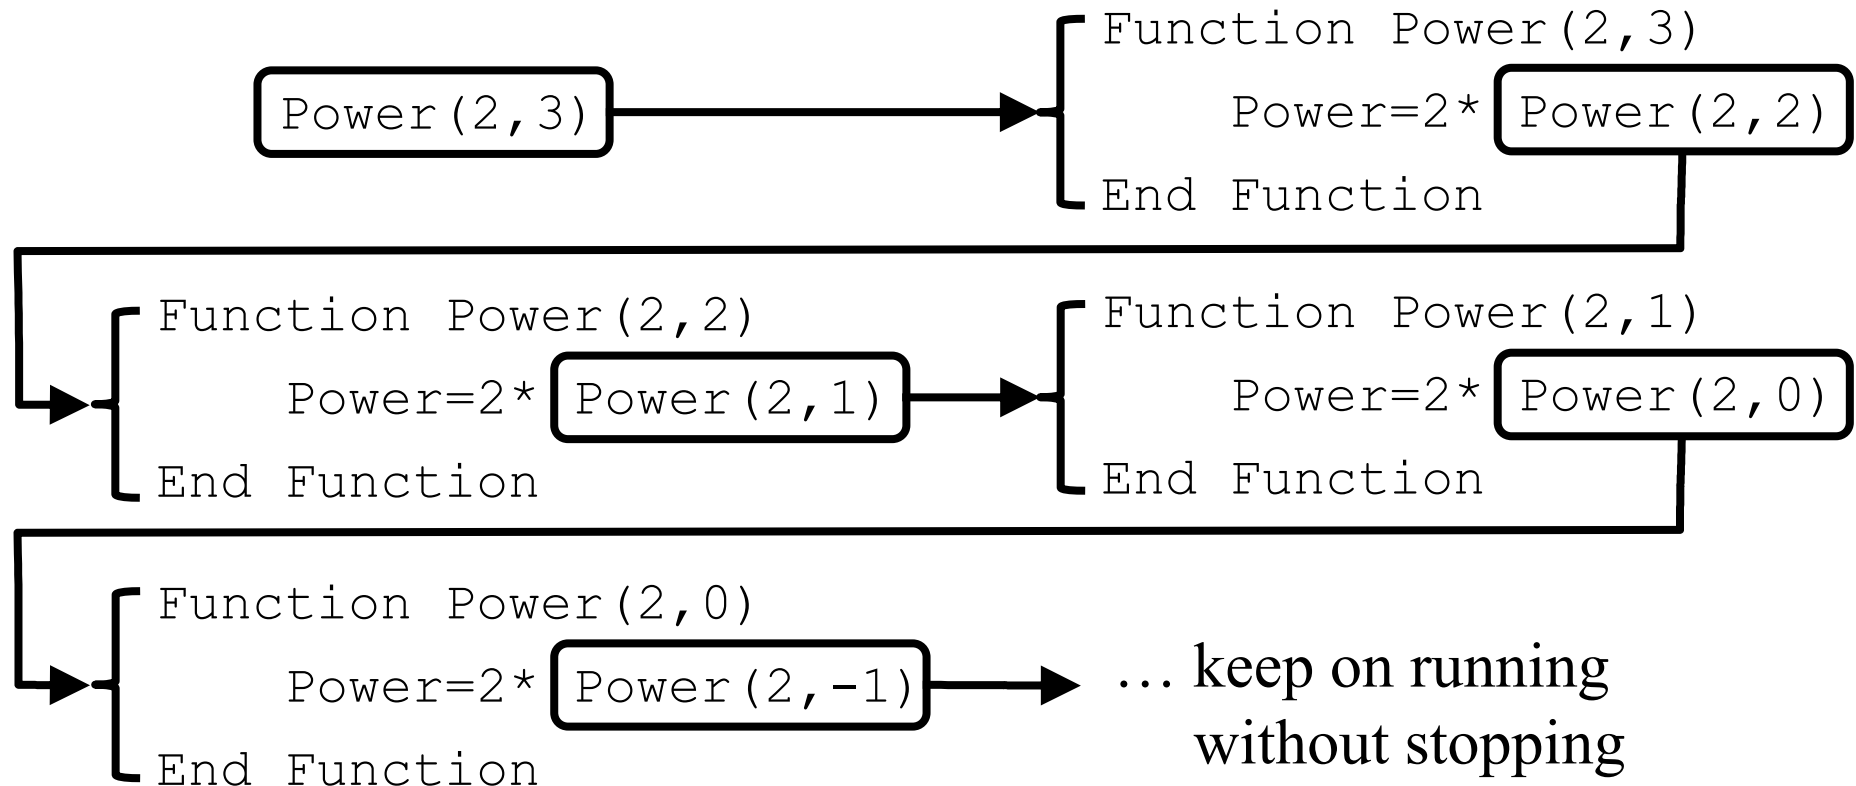 Power(2,3)
Function Power(2,3)
Power=2* Power(2,2)
End Function
Function Power(2,2)
Power=2* Power(2,1)
End Function
Function Power(2,1)
Power=2* Power(2,0)
End Function
Function Power(2,0)
Power=2* Power(2,-1)
End Function
… keep on running
without stopping